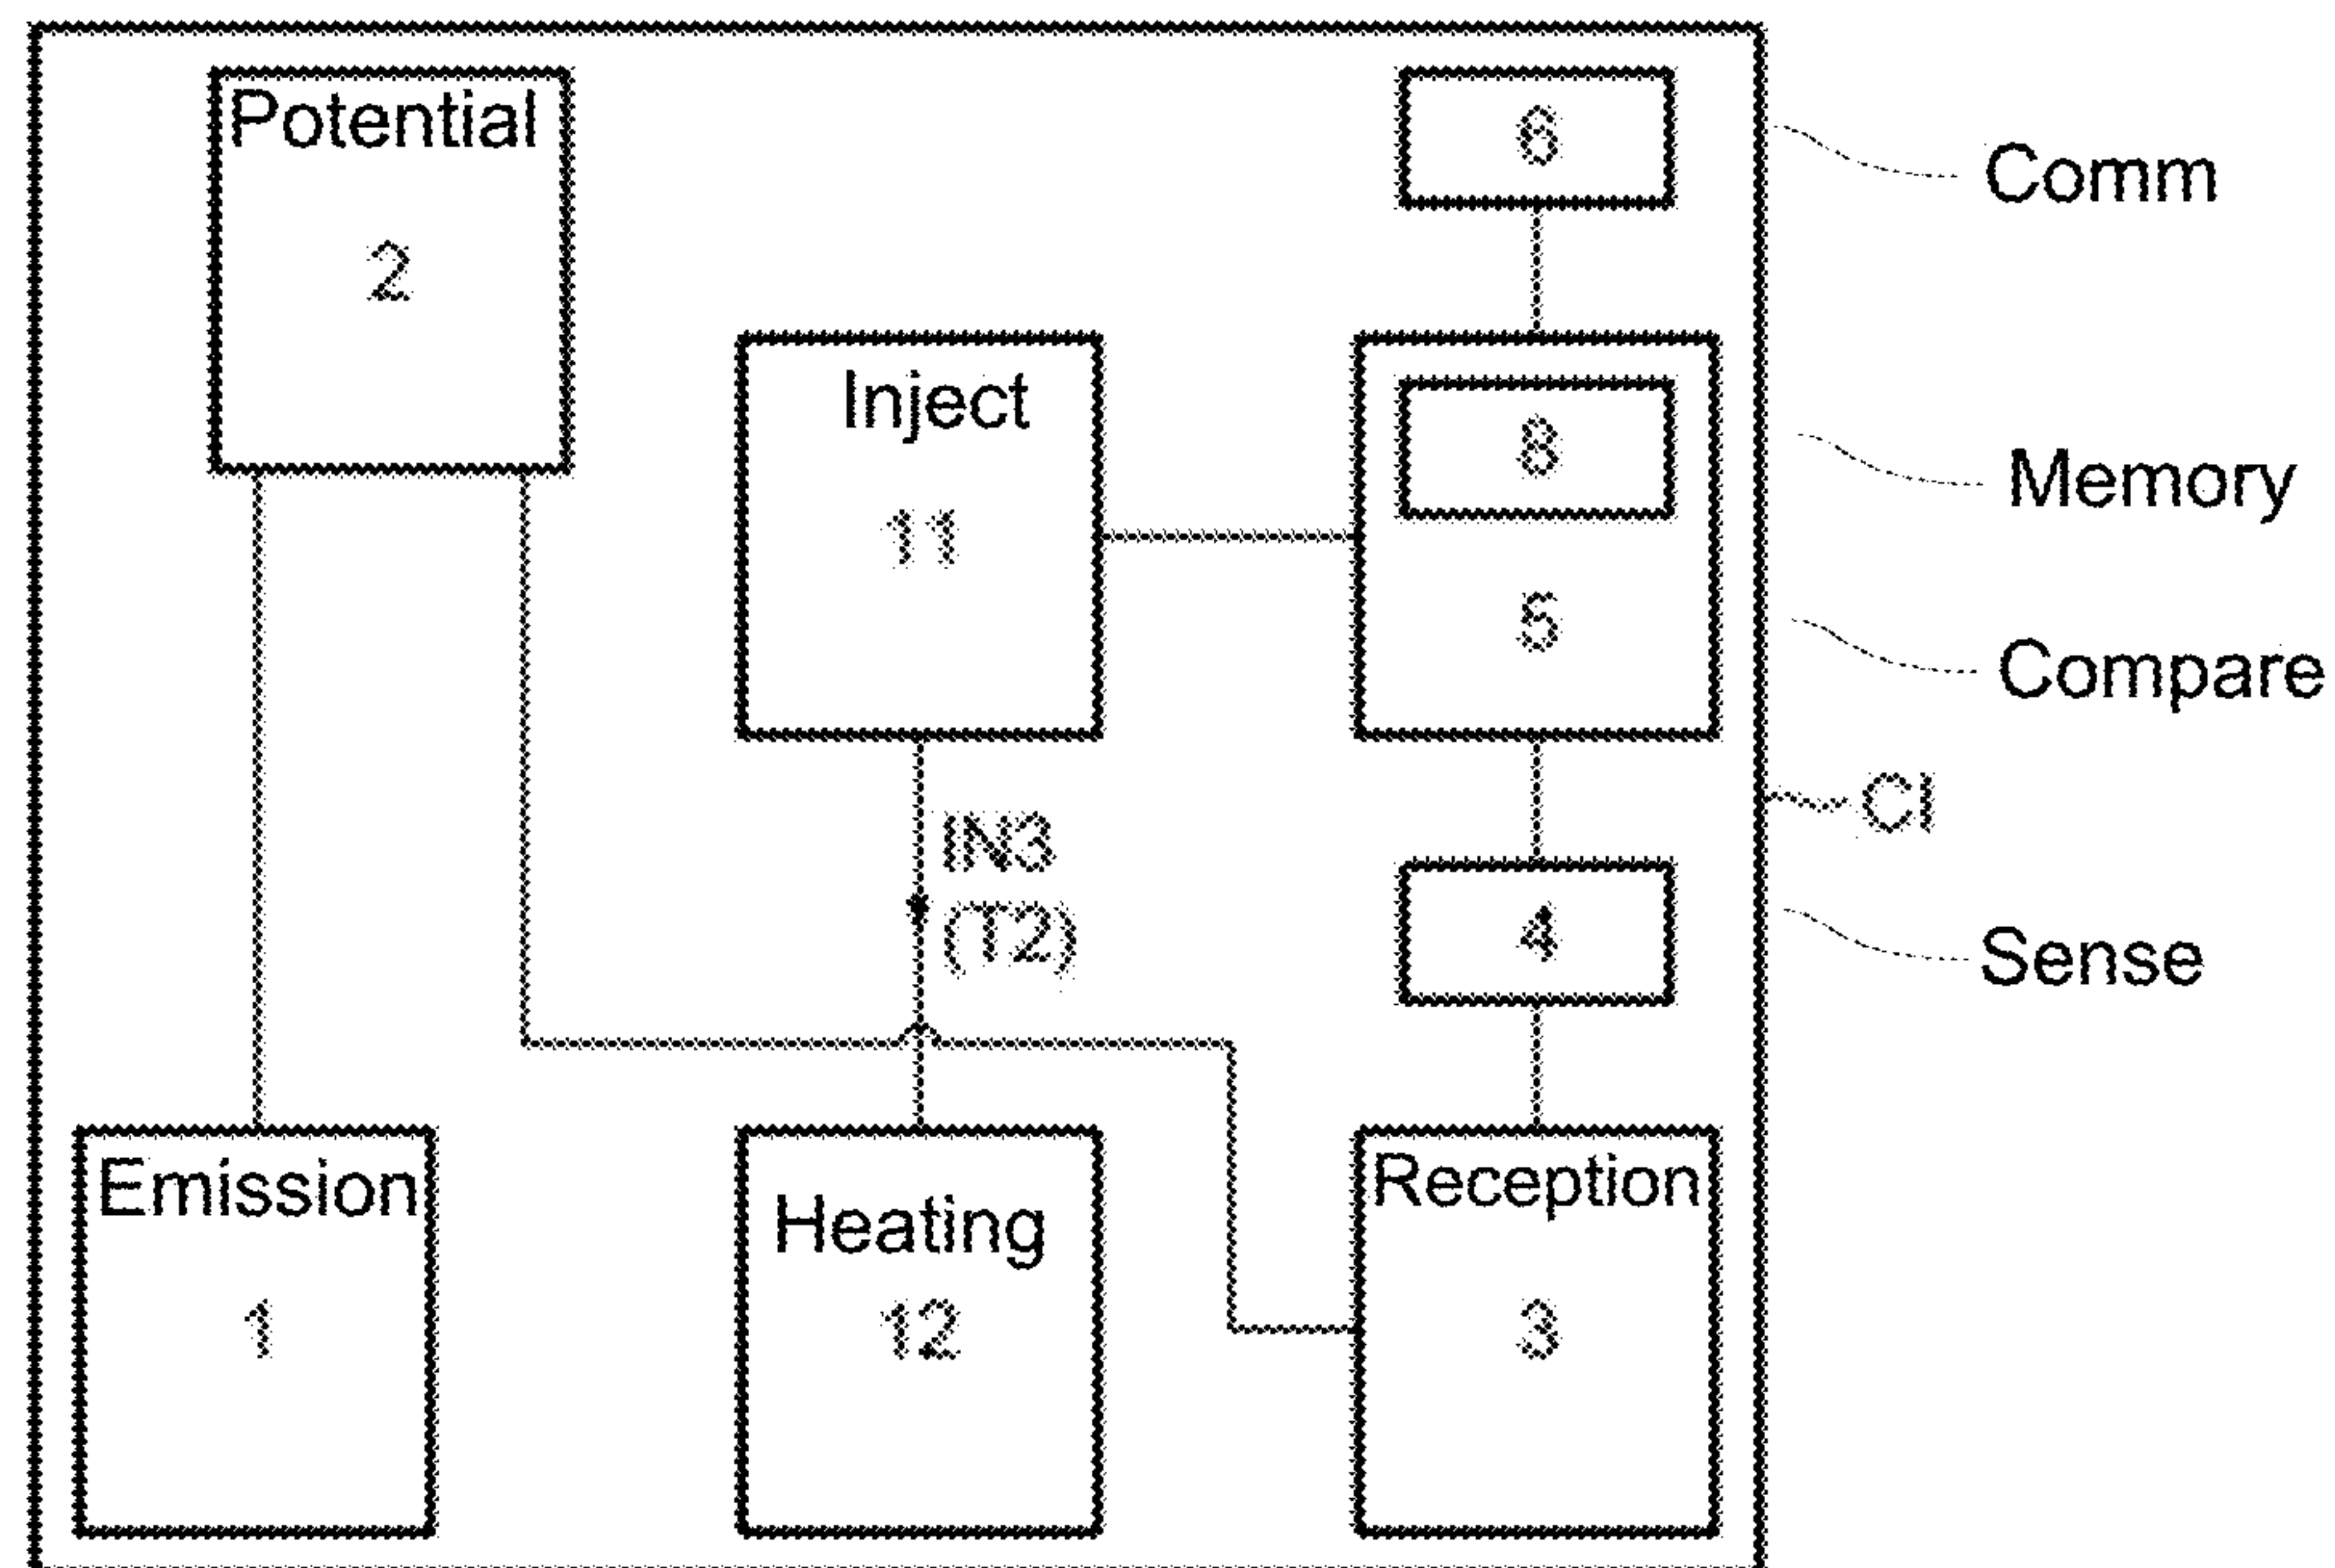 Potential
2
6
Comm
Inject
11
8
Memory
5
Compare
CI
IN3
(T2)
4
Sense
Emission
1
Heating
12
Reception
3